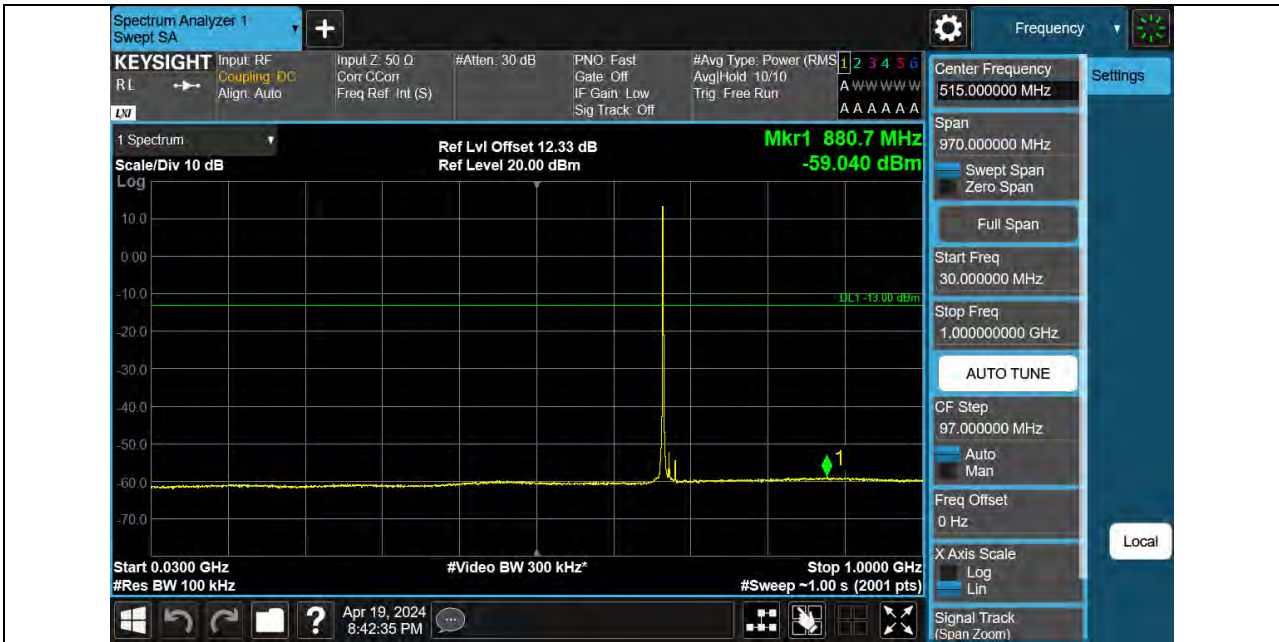 Spectrum Analyzer 1
Swept SA
Frequency
KEYSIGHT
RL
LXI
Input: RF
Coupling: DC
Align: Auto
Input Z: 50 Ω
Corr CCorr
Freq Ref: Int (S)
#Atten: 30 dB
PNO: Fast
Gate: Off
IF Gain: Low
Sig Track: Off
#Avg Type: Power (RMS
Avg|Hold: 10/10
Trig: Free Run
1 2 3 4 5 6
A W W W W W
A A A A A A
1 Spectrum
Scale/Div 10 dB
Ref Lvl Offset 12.33 dB
Ref Level 20.00 dBm
Mkr1 880.7 MHz
-59.040 dBm
Log
10.0
0.00
-10.0
-20.0
-30.0
-40.0
-50.0
-60.0
-70.0
DL1 -13.00 dBm
1
Start 0.0300 GHz
#Res BW 100 kHz
#Video BW 300 kHz*
Stop 1.0000 GHz
#Sweep ~1.00 s (2001 pts)
Center Frequency
515.000000 MHz
Span
970.000000 MHz
Swept Span
Zero Span
Full Span
Start Freq
30.000000 MHz
Stop Freq
1.000000000 GHz
AUTO TUNE
CF Step
97.000000 MHz
Auto
Man
Freq Offset
0 Hz
X Axis Scale
Log
Lin
Signal Track
(Span Zoom)
Settings
Local
?
Apr 19, 2024
8:42:35 PM